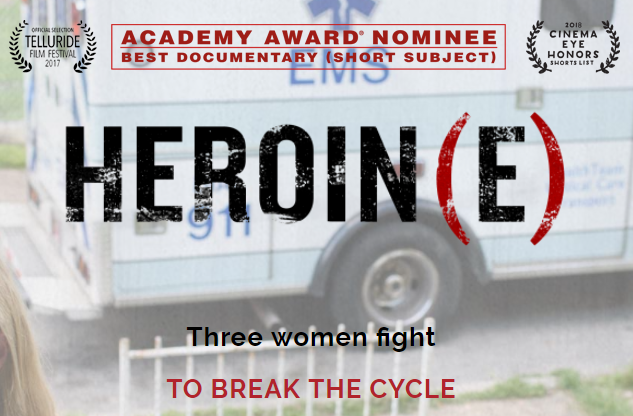 OFFICIAL SELECTION
TELLURIDE
FILM FESTIVAL
2017
ACADEMY AWARD® NOMINEE
BEST DOCUMENTARY (SHORT SUBJECT)
2018
CINEMA
EYE
HONORS
SHORTS LIST
EMS
HEROIN(E)
911
Three women fight
TO BREAK THE CYCLE